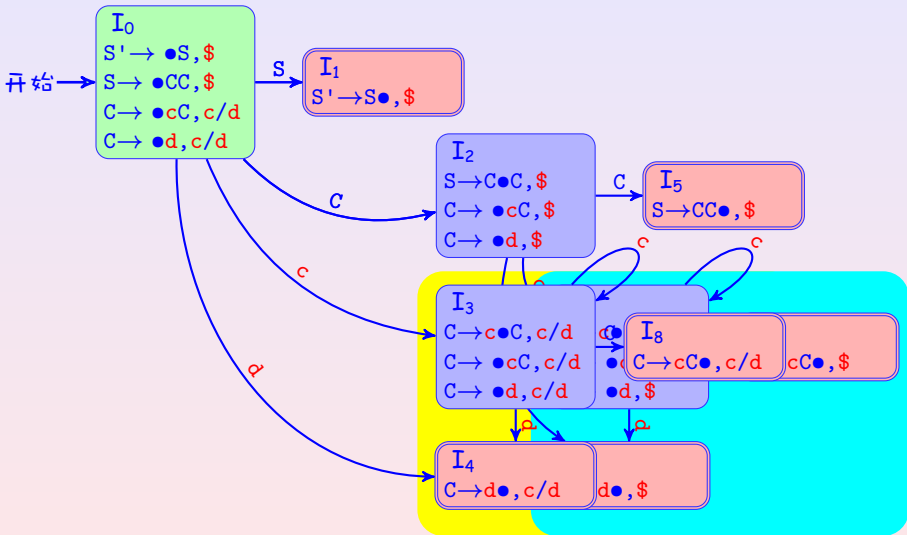 I₀
S'→ ●S,$
S→ ●CC,$
C→ ●cC,c/d
C→ ●d,c/d
开始
S
I₁
S'→S●,$
C
I₂
S→C●C,$
C→ ●cC,$
C→ ●d,$
C
I₅
S→CC●,$
c
c
c
d
I₃
C→c●C,c/d
C→ ●cC,c/d
C→ ●d,c/d
●d,$
C
I₈
C→cC●,c/d
cC●,$
d
d
I₄
C→d●,c/d
d●,$